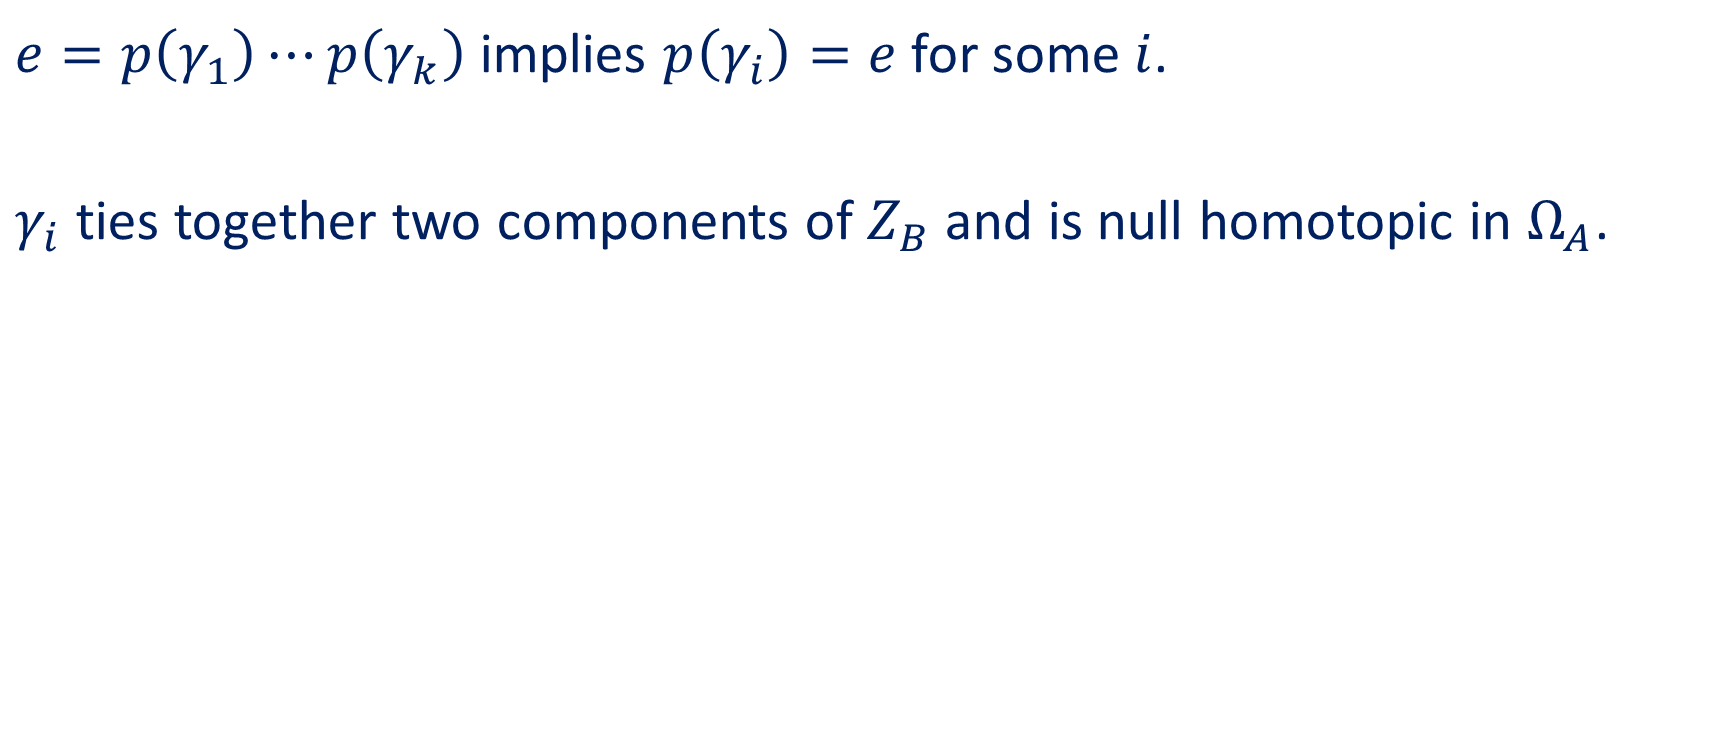 𝑒 = 𝑝(𝛾₁) ⋯ 𝑝(𝛾ₖ) implies 𝑝(𝛾ᵢ) = 𝑒 for some 𝑖.
𝛾ᵢ ties together two components of 𝑍_𝐵 and is null homotopic in Ω_𝐴.